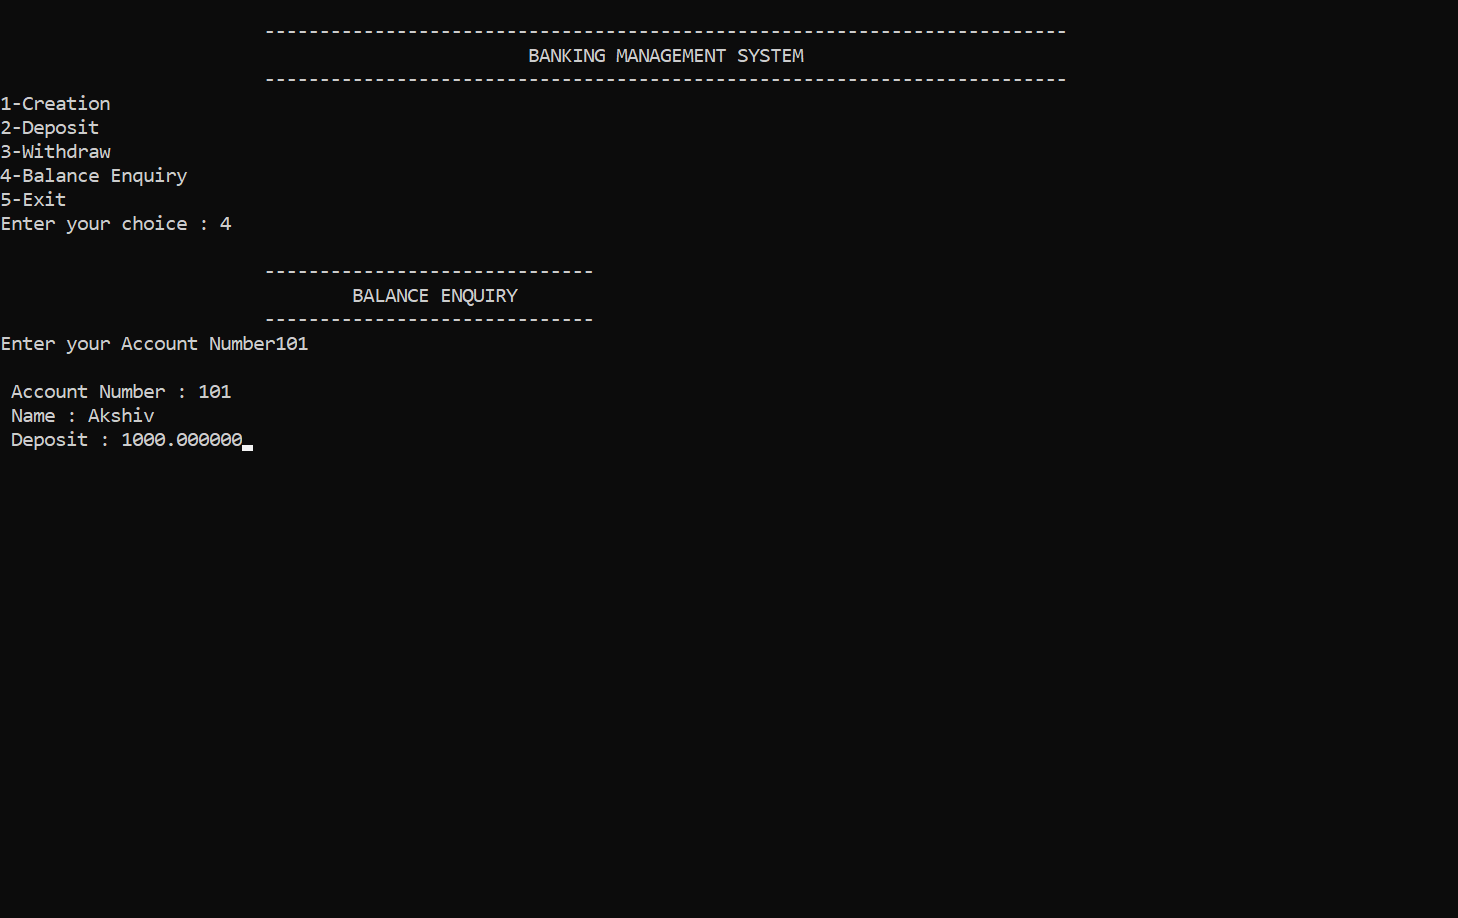 -------------------------------------------------------------------------
BANKING MANAGEMENT SYSTEM
-------------------------------------------------------------------------
1-Creation
2-Deposit
3-Withdraw
4-Balance Enquiry
5-Exit
Enter your choice : 4
------------------------------
BALANCE ENQUIRY
------------------------------
Enter your Account Number101
Account Number : 101
Name : Akshiv
Deposit : 1000.000000